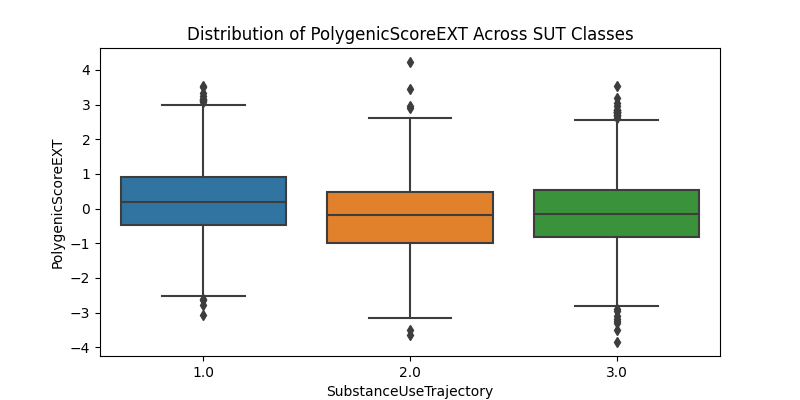 Distribution of PolygenicScoreEXT Across SUT Classes
PolygenicScoreEXT
4
3
2
1
0
−1
−2
−3
−4
1.0 2.0 3.0
SubstanceUseTrajectory